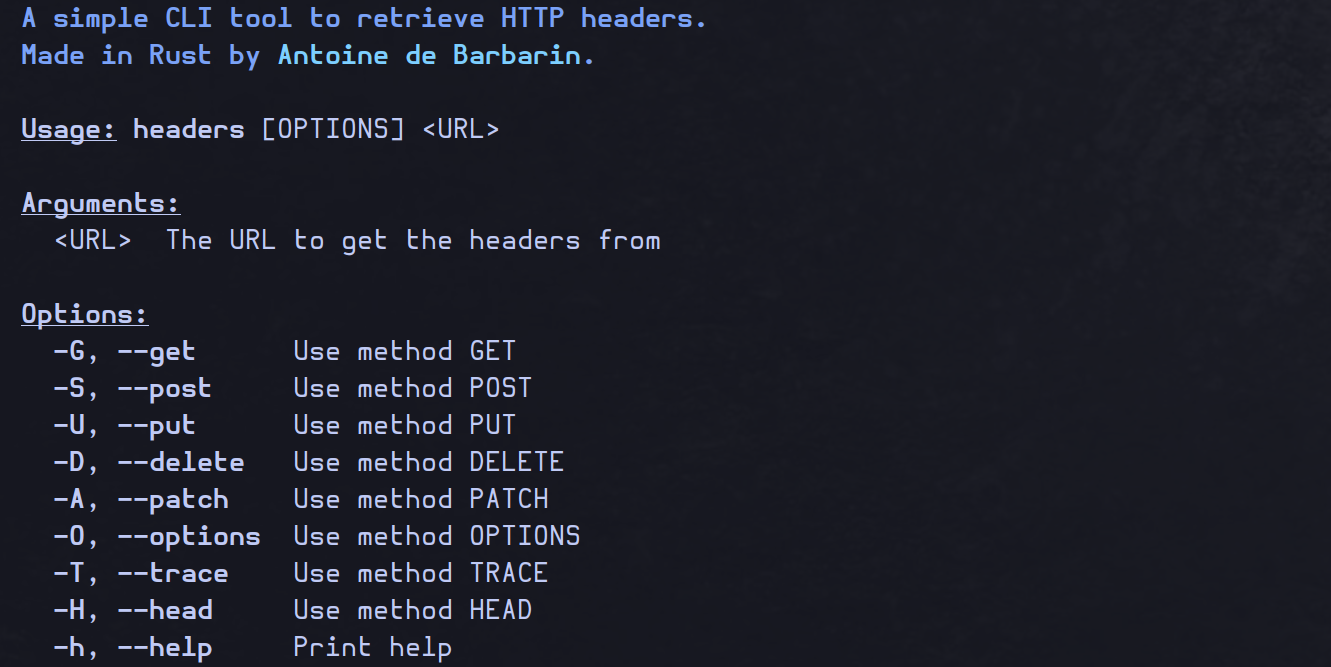 A simple CLI tool to retrieve HTTP headers.
Made in Rust by Antoine de Barbarin.
Usage: headers [OPTIONS] <URL>
Arguments:
<URL>  The URL to get the headers from
Options:
-G, --get      Use method GET
-S, --post     Use method POST
-U, --put      Use method PUT
-D, --delete   Use method DELETE
-A, --patch    Use method PATCH
-O, --options  Use method OPTIONS
-T, --trace    Use method TRACE
-H, --head     Use method HEAD
-h, --help     Print help